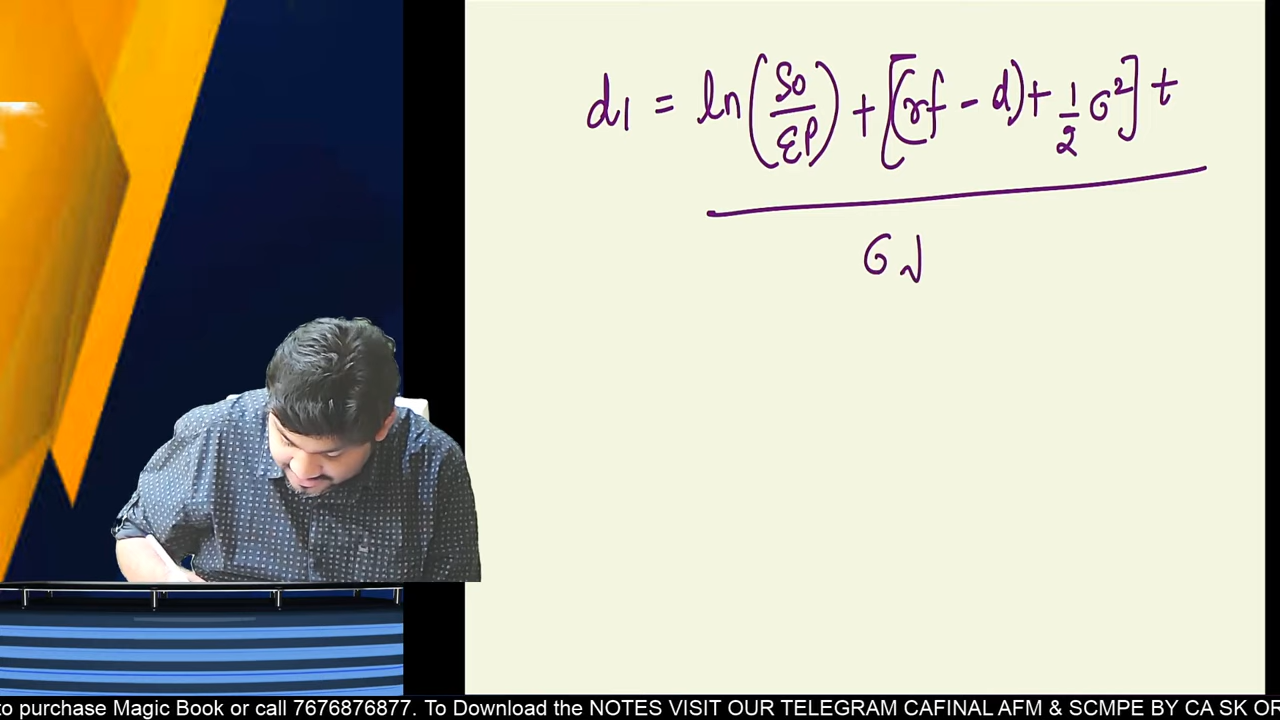 d1 = ln(S0/EP) + [(rf - d) + 1/2 σ²] t
σ√
to purchase Magic Book or call 7676876877. To Download the NOTES VISIT OUR TELEGRAM CAFINAL AFM & SCMPE BY CA SK OR